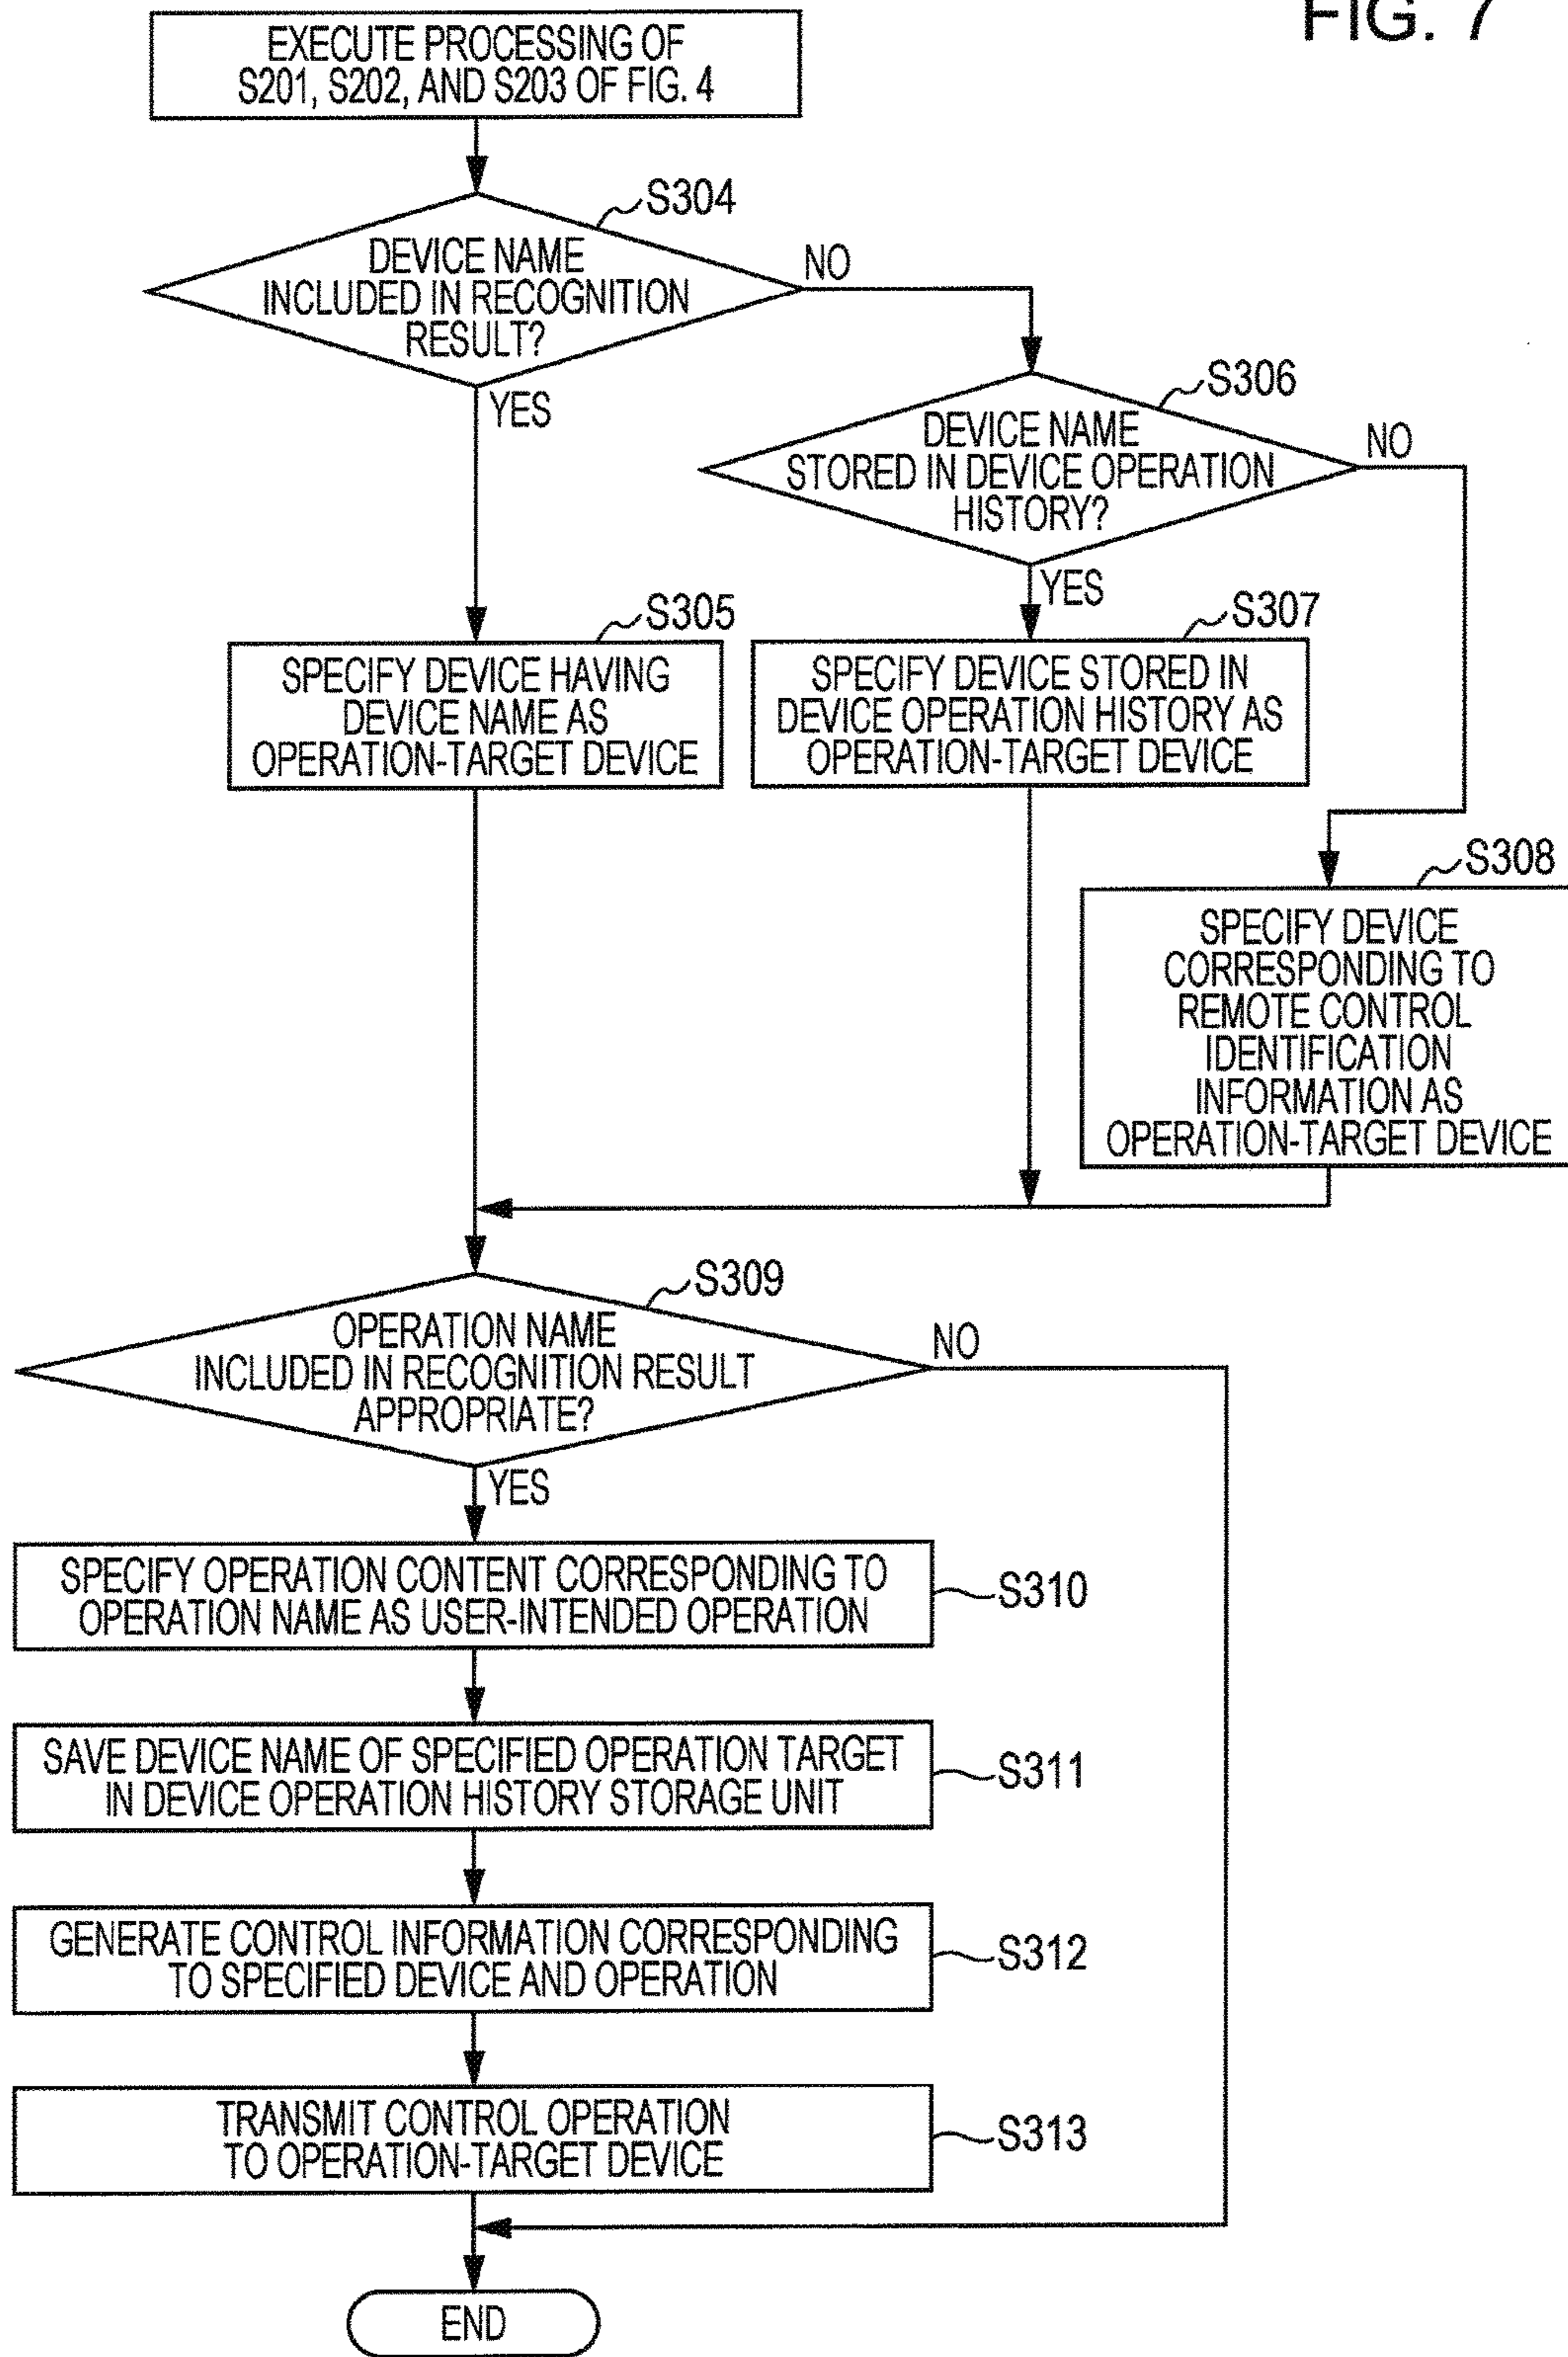 FIG. 7
EXECUTE PROCESSING OF
S201, S202, AND S203 OF FIG. 4
S304
DEVICE NAME
INCLUDED IN RECOGNITION
RESULT?
NO
YES
S306
DEVICE NAME
STORED IN DEVICE OPERATION
HISTORY?
NO
YES
S305
SPECIFY DEVICE HAVING
DEVICE NAME AS
OPERATION-TARGET DEVICE
S307
SPECIFY DEVICE STORED IN
DEVICE OPERATION HISTORY AS
OPERATION-TARGET DEVICE
S308
SPECIFY DEVICE
CORRESPONDING TO
REMOTE CONTROL
IDENTIFICATION
INFORMATION AS
OPERATION-TARGET DEVICE
S309
OPERATION NAME
INCLUDED IN RECOGNITION RESULT
APPROPRIATE?
NO
YES
SPECIFY OPERATION CONTENT CORRESPONDING TO
OPERATION NAME AS USER-INTENDED OPERATION
S310
SAVE DEVICE NAME OF SPECIFIED OPERATION TARGET
IN DEVICE OPERATION HISTORY STORAGE UNIT
S311
GENERATE CONTROL INFORMATION CORRESPONDING
TO SPECIFIED DEVICE AND OPERATION
S312
TRANSMIT CONTROL OPERATION
TO OPERATION-TARGET DEVICE
S313
END